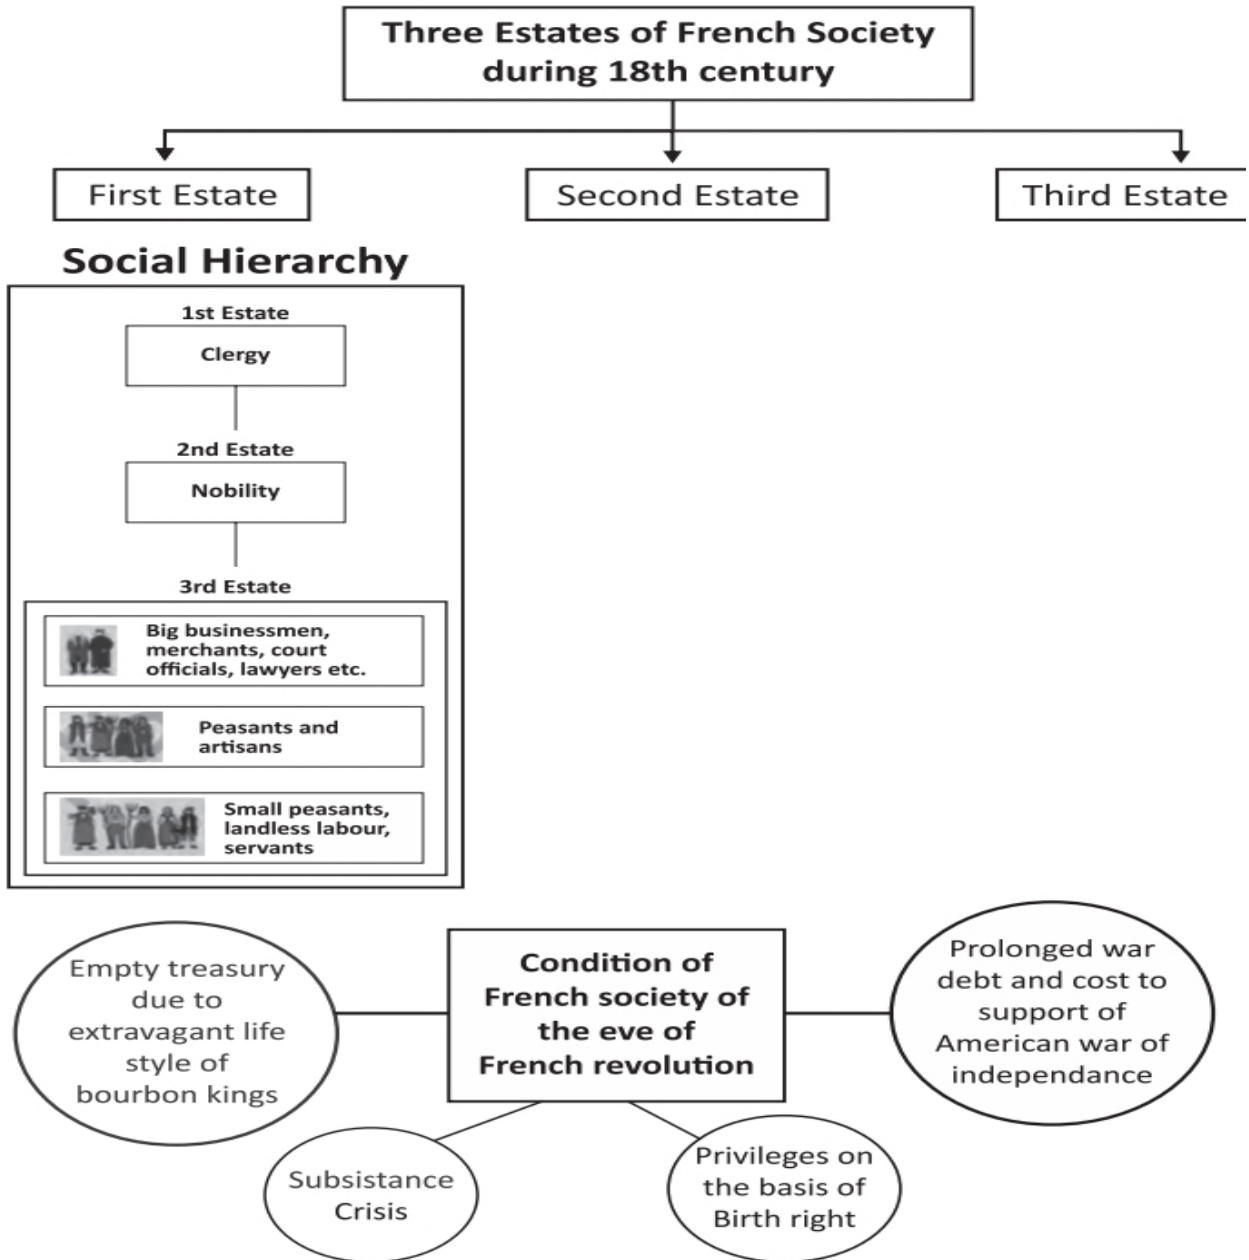 Three Estates of French Society
during 18th century
First Estate
Second Estate
Third Estate
Social Hierarchy
1st Estate
Clergy
2nd Estate
Nobility
3rd Estate
Big businessmen,
merchants, court
officials, lawyers etc.
Peasants and
artisans
Small peasants,
landless labour,
servants
Empty treasury
due to
extravagant life
style of
bourbon kings
Condition of
French society of
the eve of
French revolution
Prolonged war
debt and cost to
support of
American war of
independance
Subsistance
Crisis
Privileges on
the basis of
Birth right